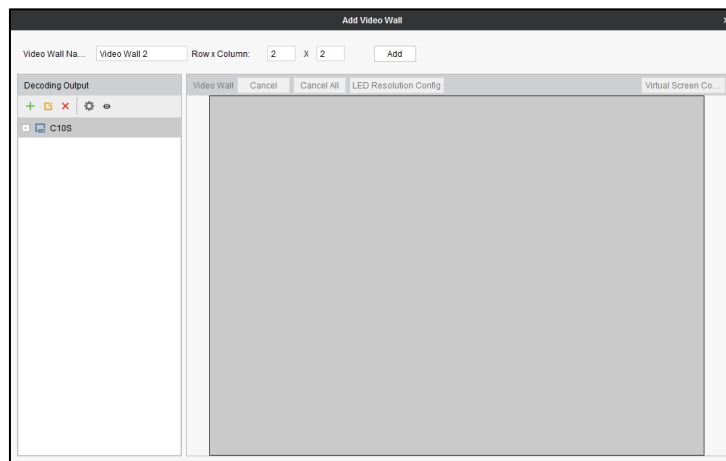 Add Video Wall
Video Wall Na... Video Wall 2 Row x Column: 2 X 2 Add
Decoding Output
Video Wall Cancel Cancel All LED Resolution Config Virtual Screen Co...
C10S